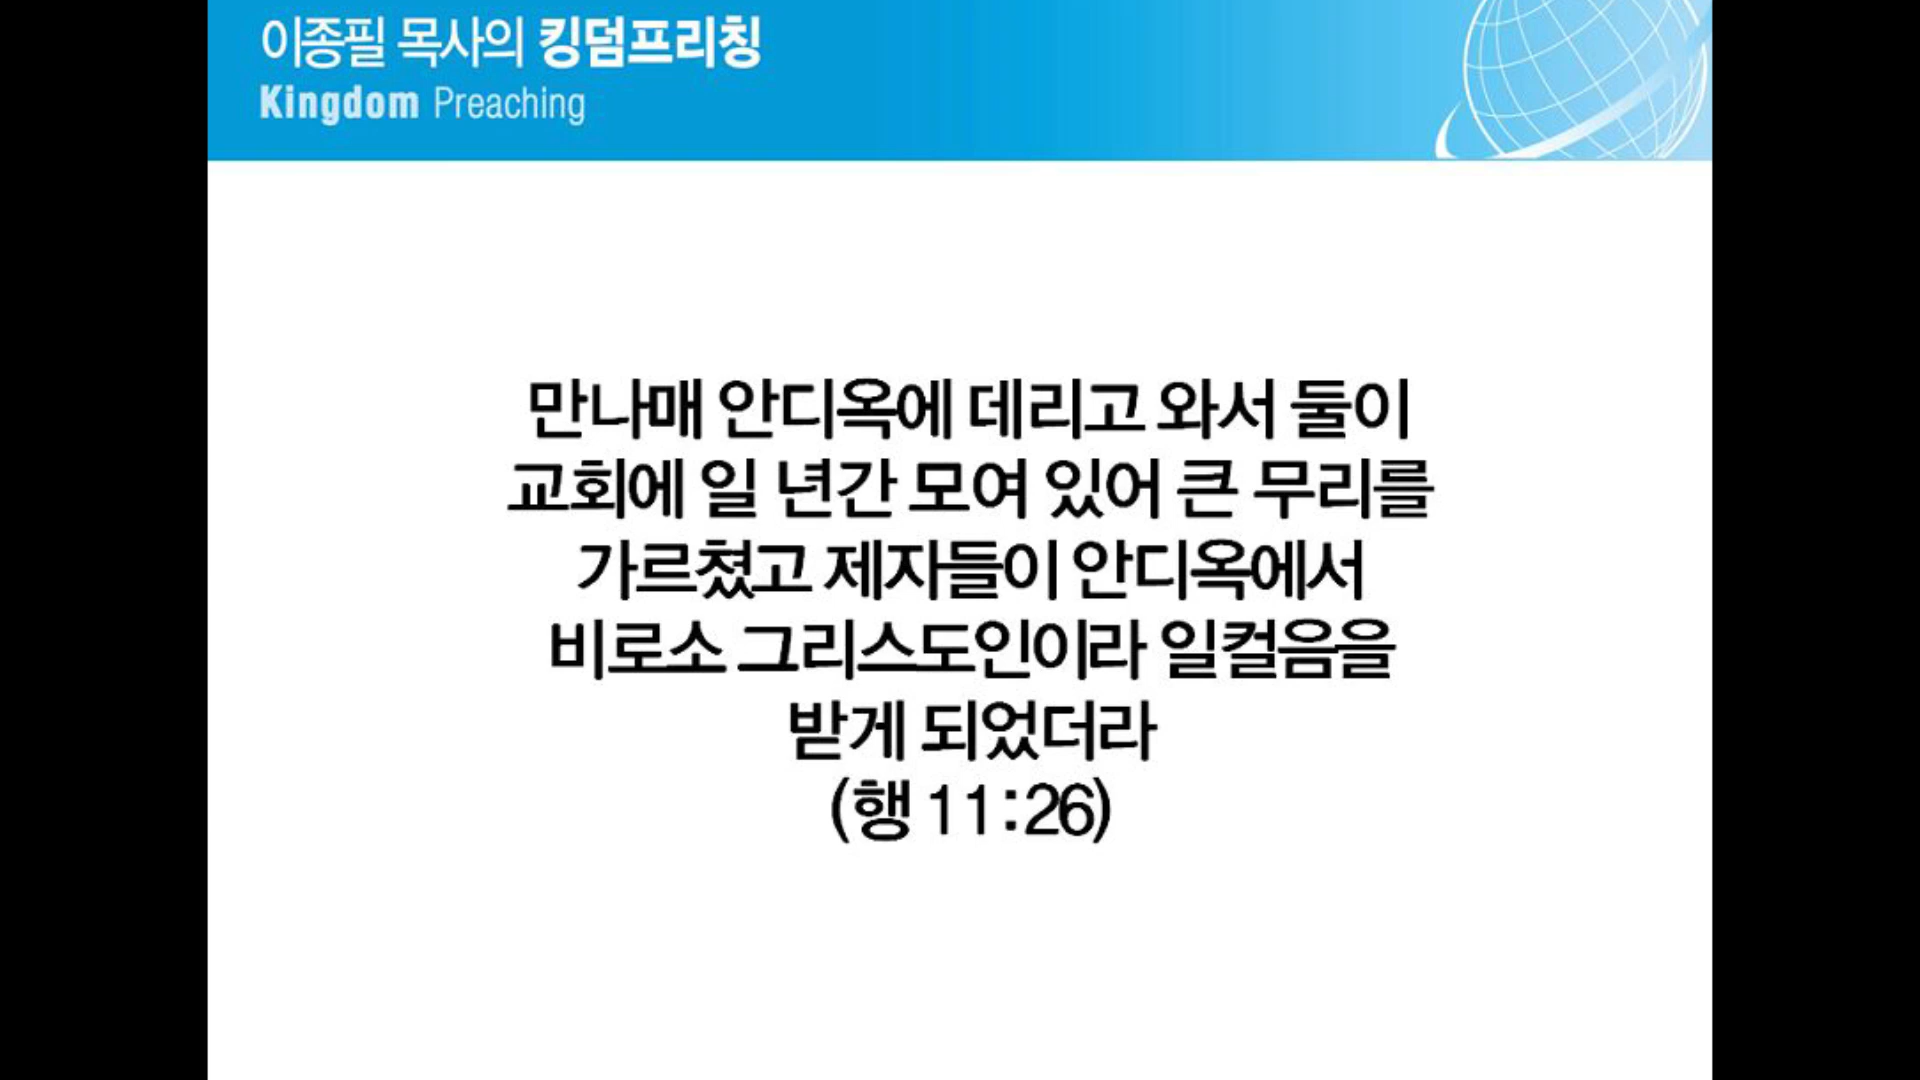 이종필 목사의 킹덤프리칭
Kingdom Preaching
만나매 안디옥에 데리고 와서 둘이
교회에 일 년간 모여 있어 큰 무리를
가르쳤고 제자들이 안디옥에서
비로소 그리스도인이라 일컬음을
받게 되었더라
(행 11:26)